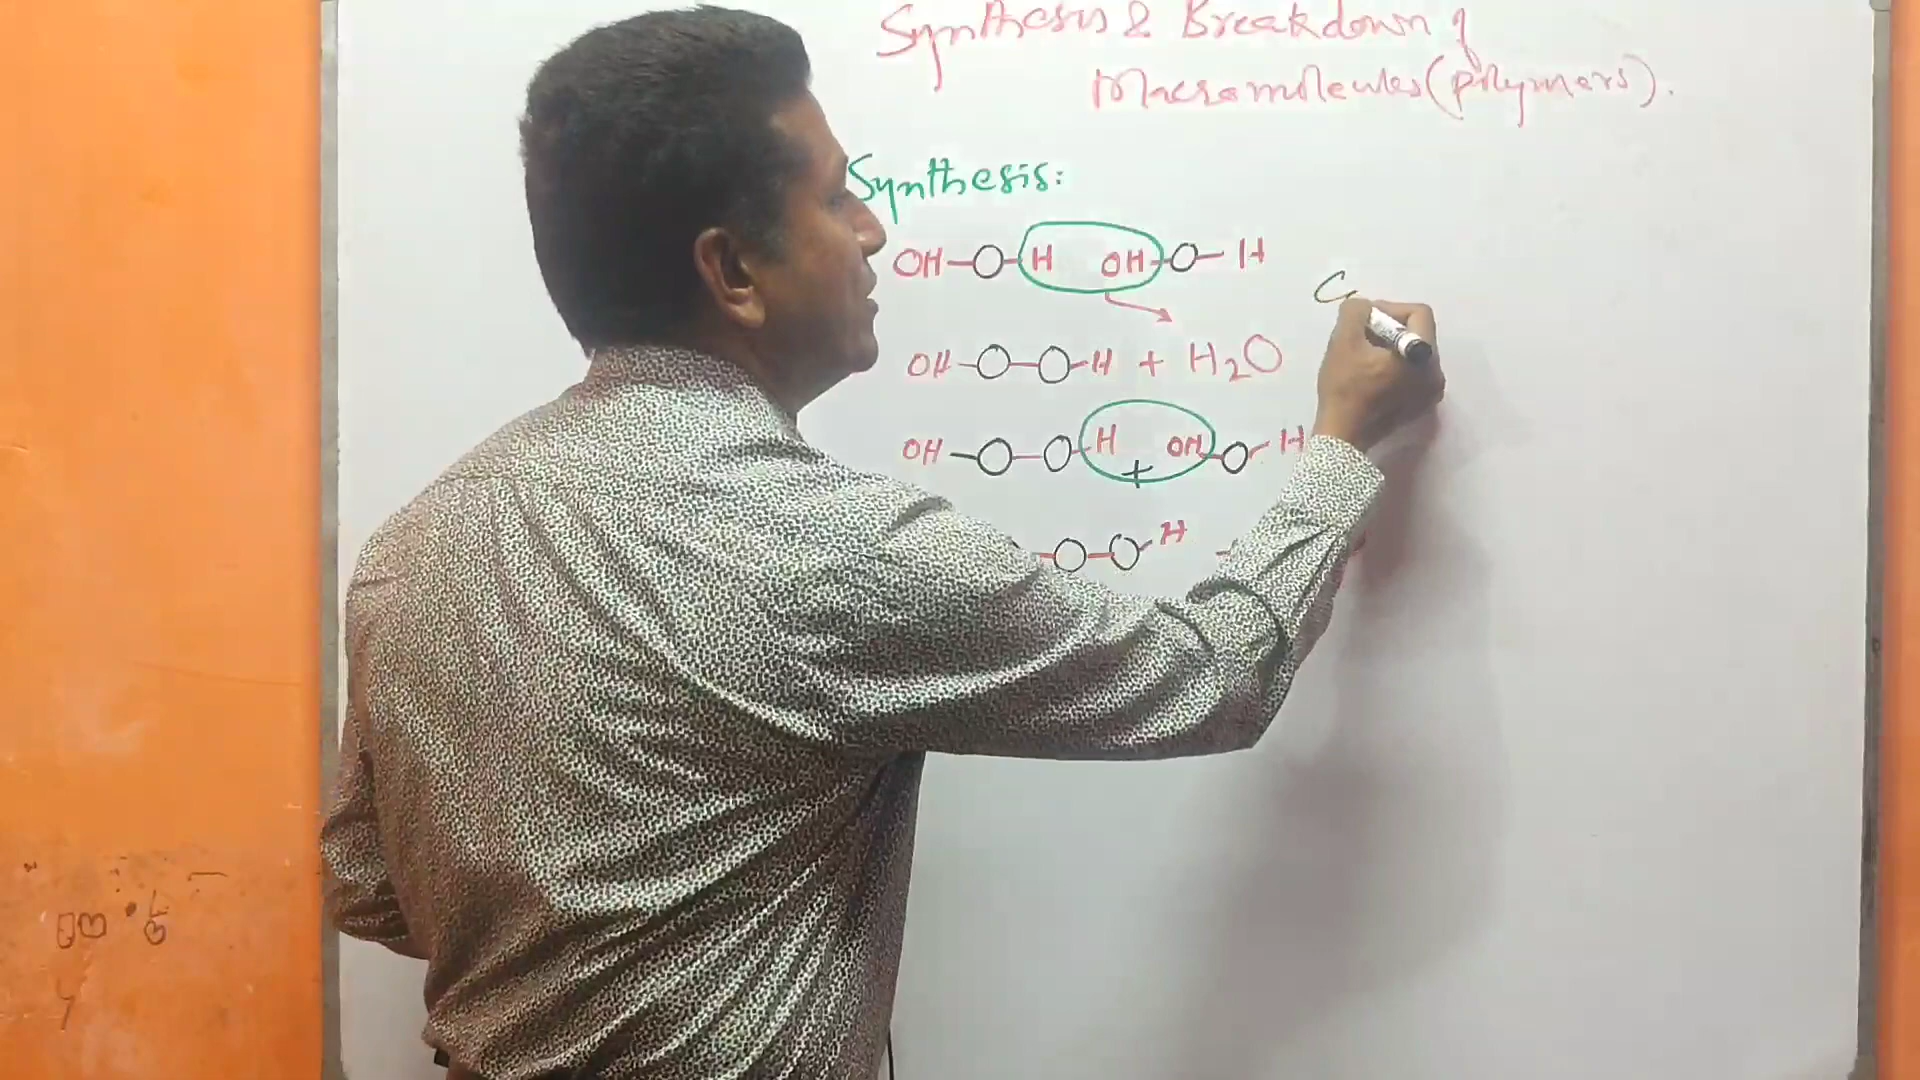 Synthesis & Breakdown of
Macromolecules (polymers).
Synthesis:
OH-O-H OH-O-H
OH-O-O-H + H2O
OH-O-O-H + OH-O-H
O-O-H